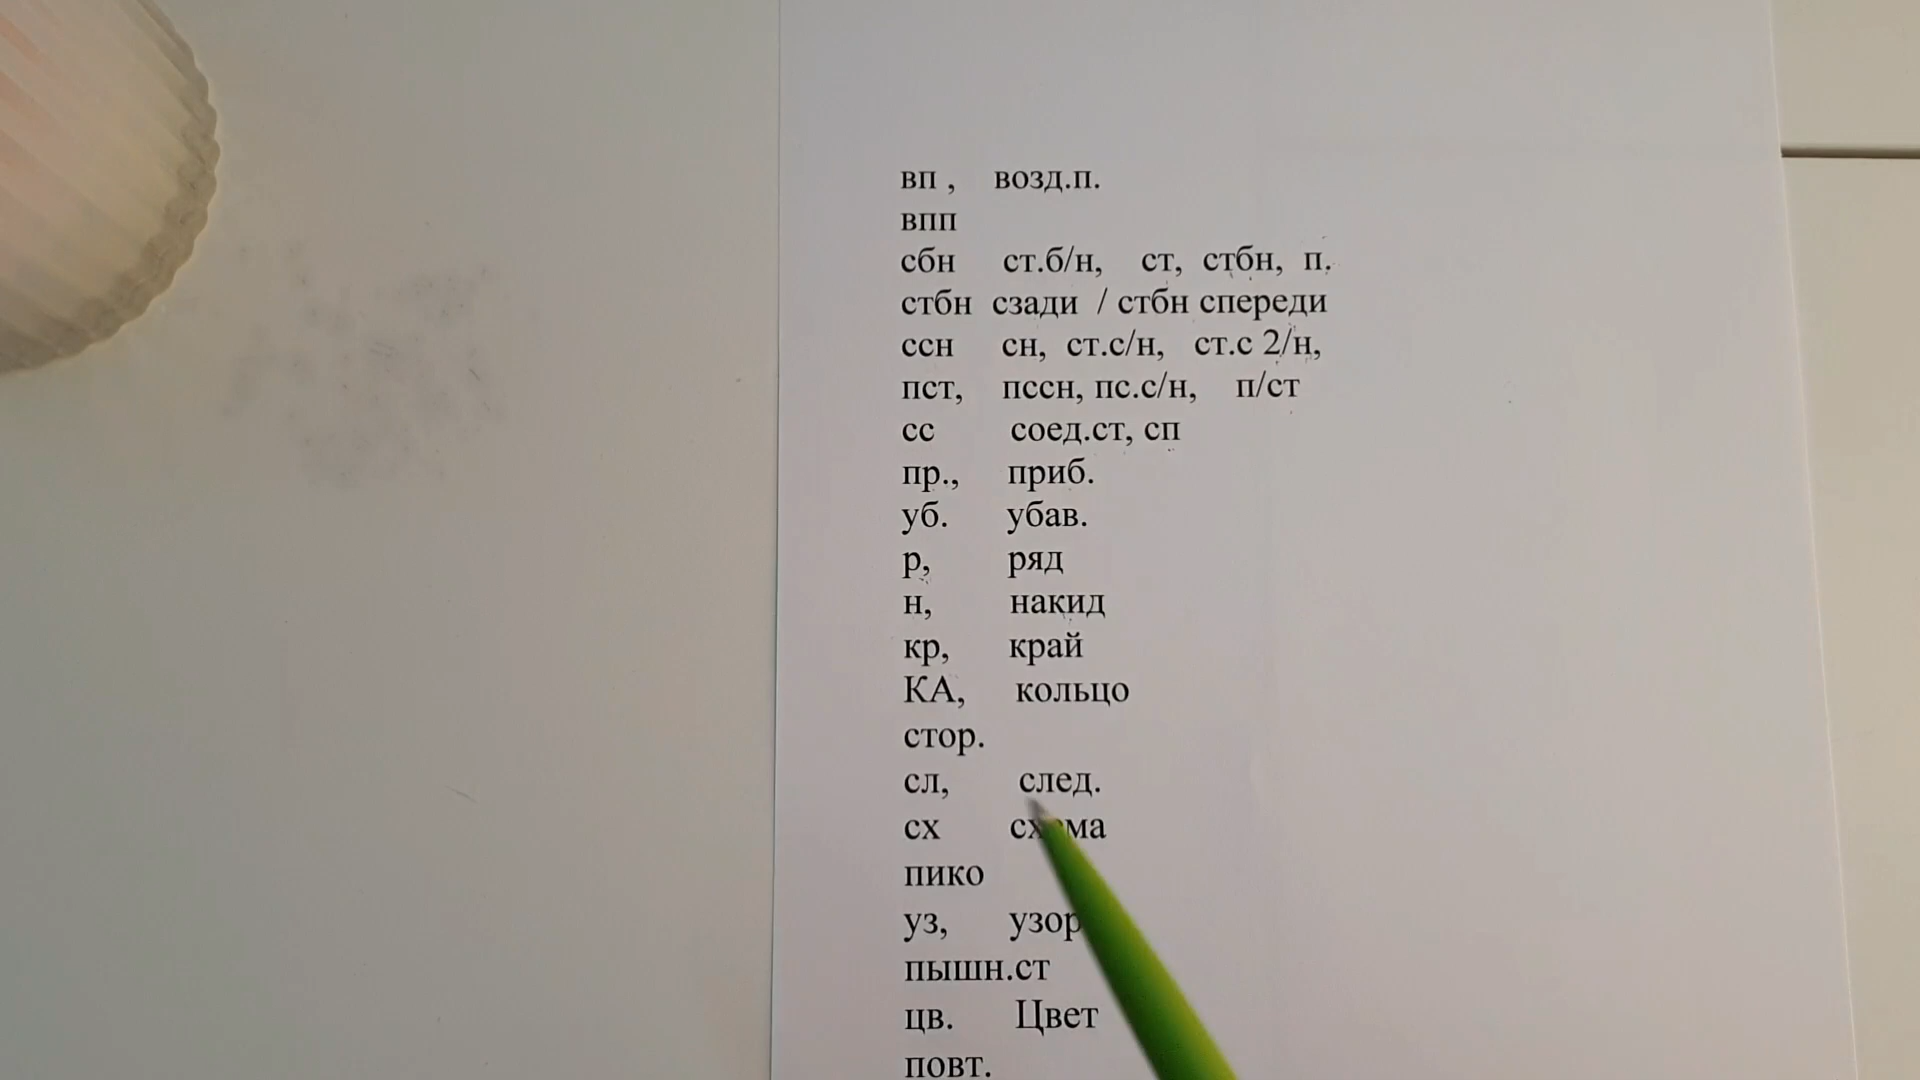 вп , возд.п.
впп
сбн ст.б/н, ст, стбн, п.
стбн сзади / стбн спереди
ссн сн, ст.с/н, ст.с 2/н,
пст, пссн, пс.с/н, п/ст
сс соед.ст, сп
пр., приб.
уб. убав.
р, ряд
н, накид
кр, край
КА, кольцо
стор.
сл, след.
сх схема
пико
уз, узор
пышн.ст
цв. Цвет
повт.